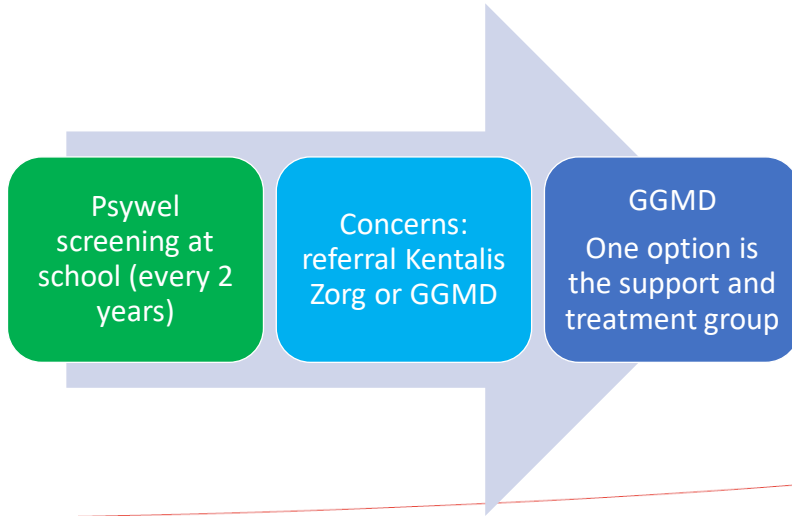 Psywel
screening at
school (every 2
years)
Concerns:
referral Kentalis
Zorg or GGMD
GGMD
One option is
the support and
treatment group